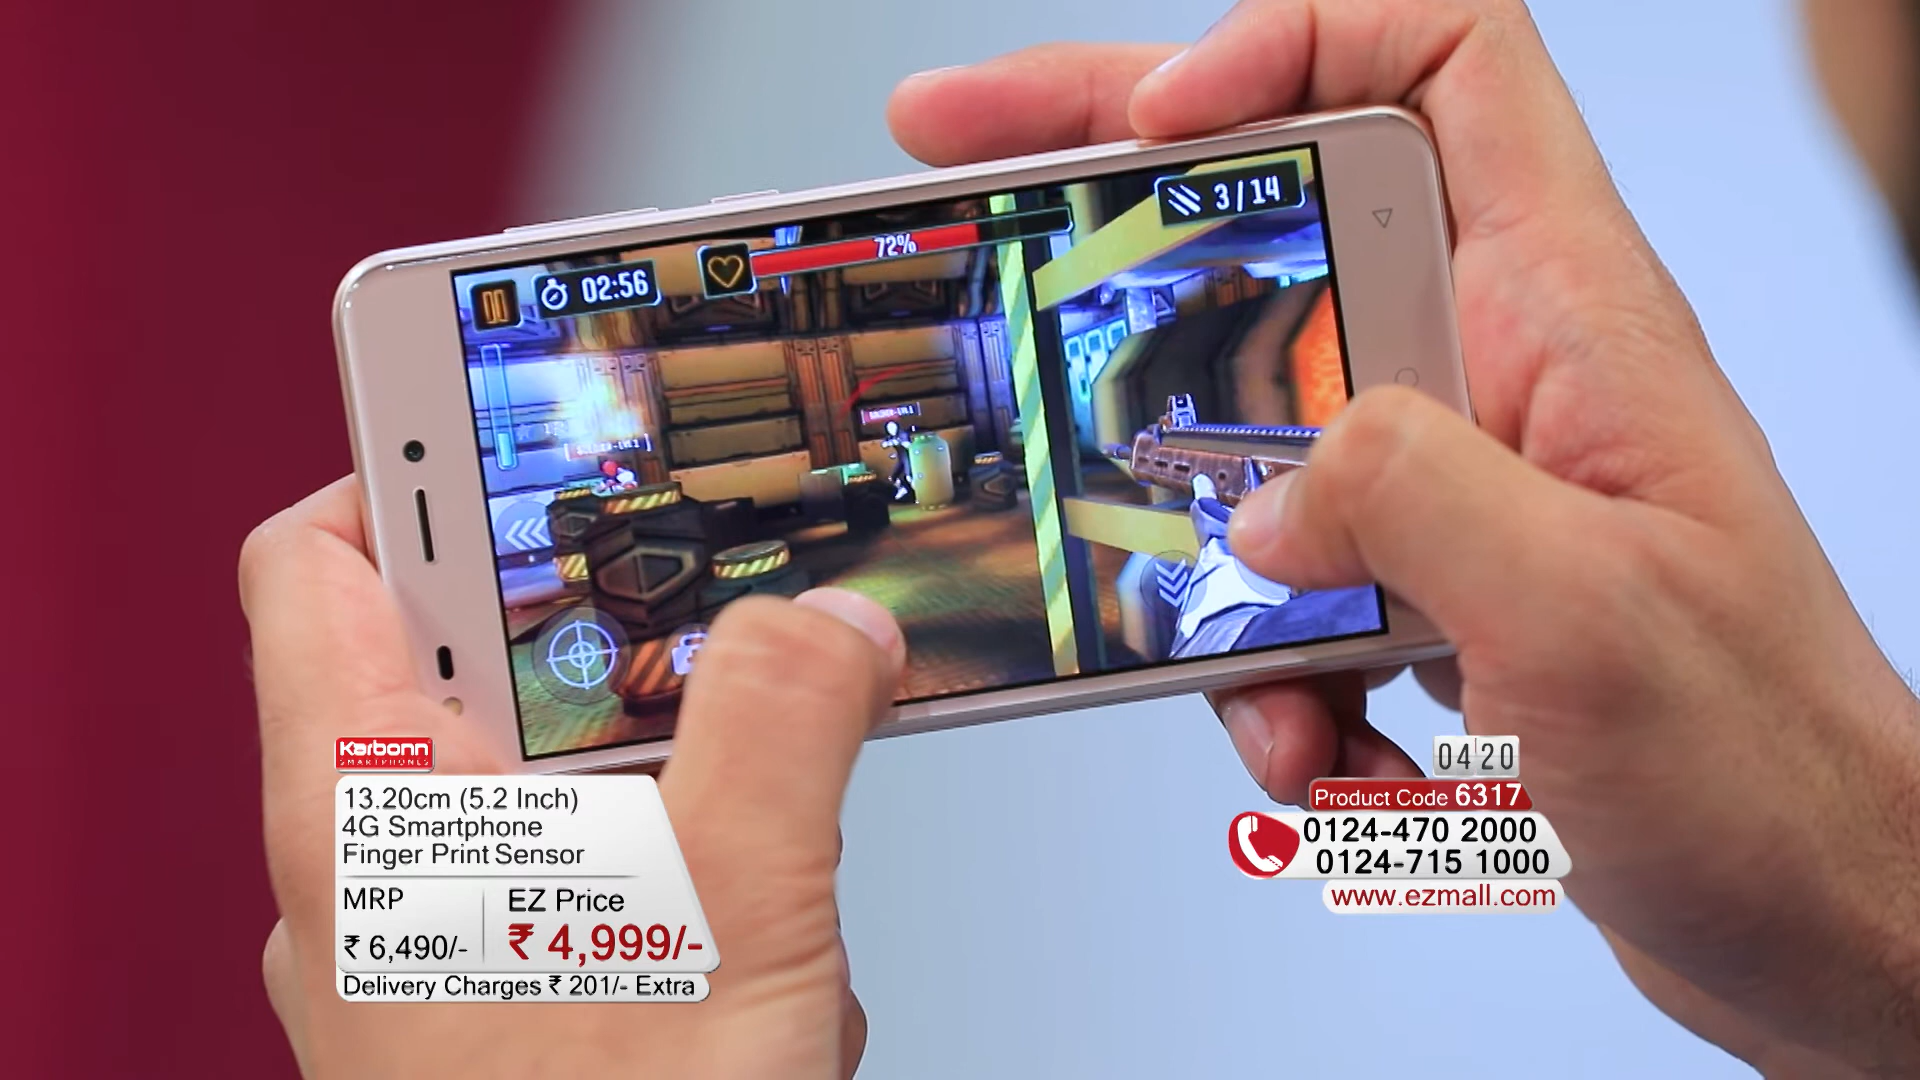 3/14
72%
02:56
Karbonn
SMARTPHONES
13.20cm (5.2 Inch)
4G Smartphone
Finger Print Sensor
MRP
₹ 6,490/-
EZ Price
₹ 4,999/-
Delivery Charges ₹ 201/- Extra
04 20
Product Code 6317
0124-470 2000
0124-715 1000
www.ezmall.com